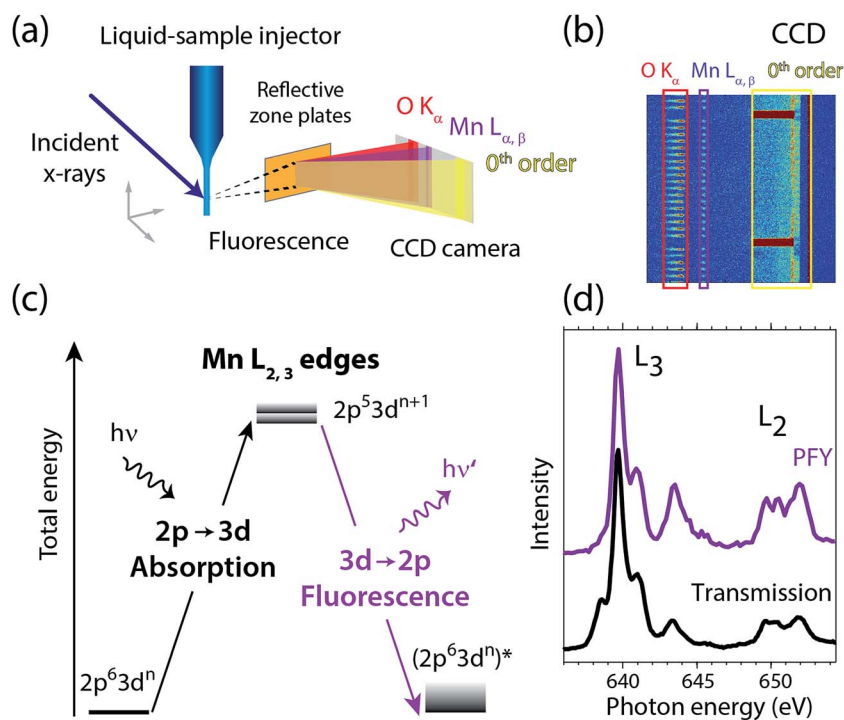 (a)
Liquid-sample injector
Reflective
zone plates
O Kα
Mn Lα,β
0th order
Incident
x-rays
Fluorescence
CCD camera
(b)
CCD
O Kα
Mn Lα,β
0th order
(c)
Mn L2,3 edges
Total energy
2p⁵3dⁿ⁺¹
hν
hν‘
2p→3d
Absorption
3d→2p
Fluorescence
2p⁶3dⁿ
(2p⁶3dⁿ)*
(d)
L3
L2
PFY
Transmission
Intensity
640
645
650
Photon energy (eV)